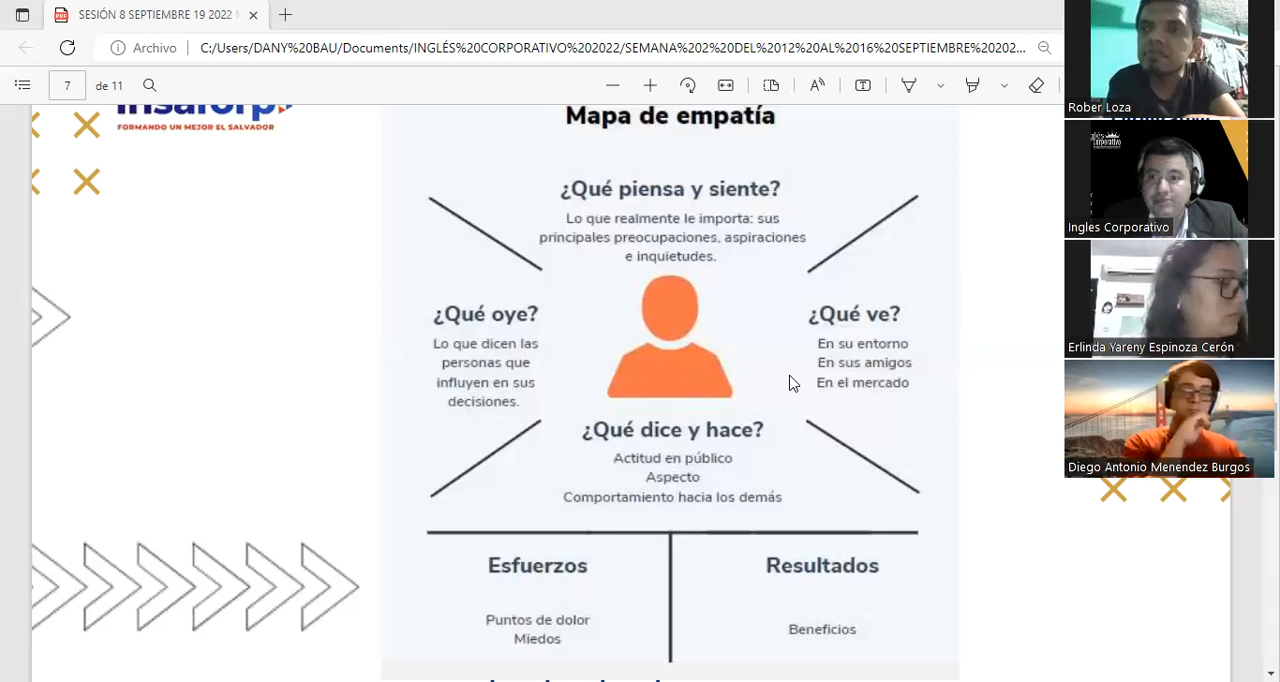 SESIÓN 8 SEPTIEMBRE 19 2022
Archivo
C:/Users/DANY%20BAU/Documents/INGLÉS%20CORPORATIVO%202022/SEMANA%202%20DEL%2012%20AL%2016%20SEPTIEMBRE%20202...
7 de 11
insaforp
FORMANDO UN MEJOR EL SALVADOR
Mapa de empatía
¿Qué piensa y siente?
Lo que realmente le importa: sus
principales preocupaciones, aspiraciones
e inquietudes.
¿Qué oye?
Lo que dicen las
personas que
influyen en sus
decisiones.
¿Qué ve?
En su entorno
En sus amigos
En el mercado
¿Qué dice y hace?
Actitud en público
Aspecto
Comportamiento hacia los demás
Esfuerzos
Puntos de dolor
Miedos
Resultados
Beneficios
Rober Loza
Ingles Corporativo
Erlinda Yareny Espinoza Cerón
Diego Antonio Menendez Burgos